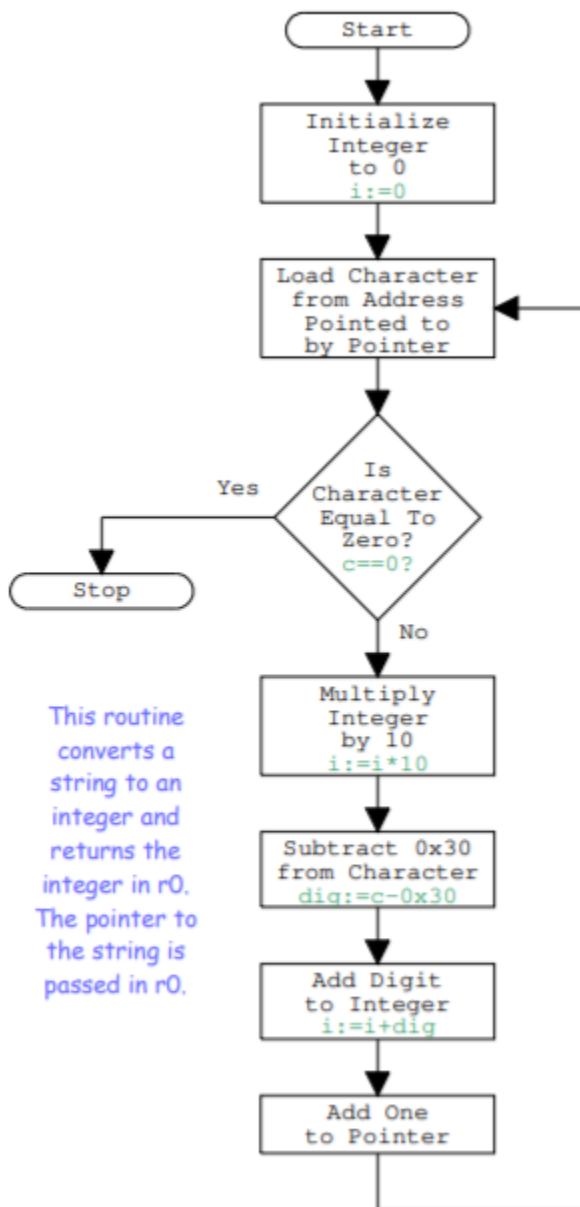 Start
Initialize
Integer
to 0
i:=0
Load Character
from Address
Pointed to
by Pointer
Is
Character
Equal To
Zero?
c==0?
Yes
Stop
No
Multiply
Integer
by 10
i:=i*10
Subtract 0x30
from Character
dig:=c-0x30
Add Digit
to Integer
i:=i+dig
Add One
to Pointer
This routine
converts a
string to an
integer and
returns the
integer in r0.
The pointer to
the string is
passed in r0.